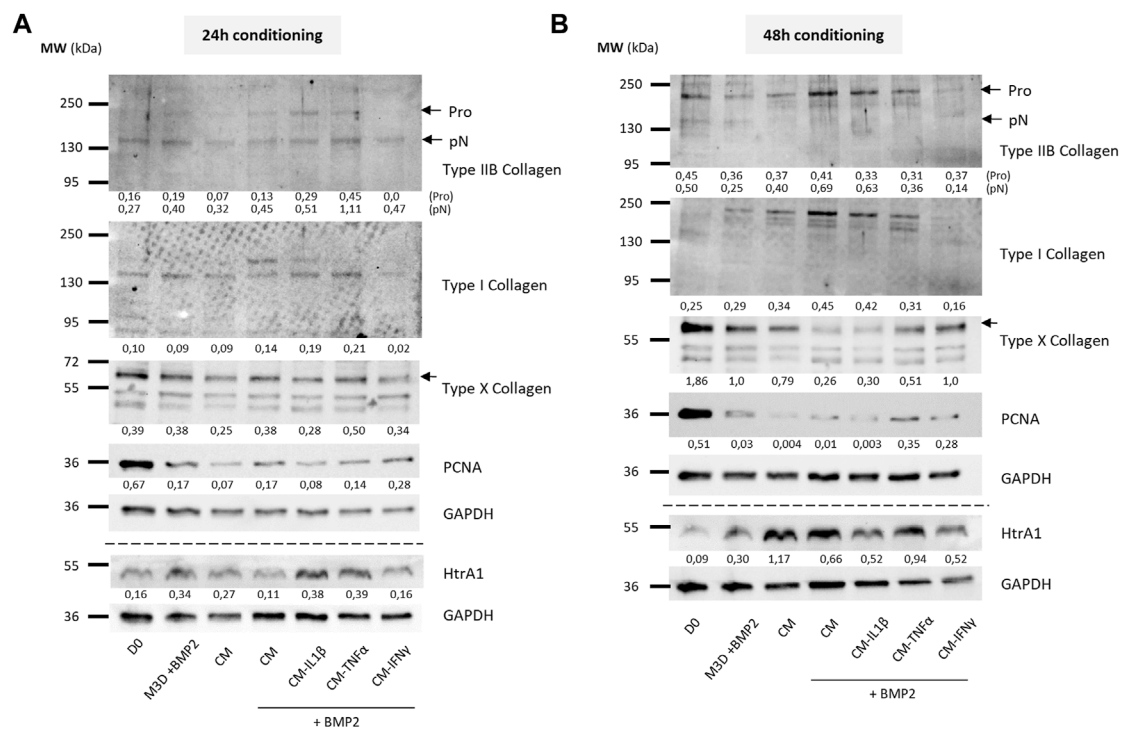 A
24h conditioning
MW (kDa)
250
130
95
Pro
pN
Type IIB Collagen
0,16 0,19 0,07 0,13 0,29 0,45 0,0 (Pro)
0,27 0,40 0,32 0,45 0,51 1,11 0,47 (pN)
250
130
95
Type I Collagen
0,10 0,09 0,09 0,14 0,19 0,21 0,02
72
55
Type X Collagen
0,39 0,38 0,25 0,38 0,28 0,50 0,34
36
PCNA
0,67 0,17 0,07 0,17 0,08 0,14 0,28
36
GAPDH
55
HtrA1
0,16 0,34 0,27 0,11 0,38 0,39 0,16
36
GAPDH
D0 M3D +BMP2 CM CM CM-IL1β CM-TNFα CM-IFNγ
+ BMP2
B
48h conditioning
MW (kDa)
250
130
95
Pro
pN
Type IIB Collagen
0,45 0,36 0,37 0,41 0,33 0,31 0,37 (Pro)
0,50 0,25 0,40 0,69 0,63 0,36 0,14 (pN)
250
130
95
Type I Collagen
0,25 0,29 0,34 0,45 0,42 0,31 0,16
55
Type X Collagen
1,86 1,0 0,79 0,26 0,30 0,51 1,0
36
PCNA
0,51 0,03 0,004 0,01 0,003 0,35 0,28
36
GAPDH
55
HtrA1
0,09 0,30 1,17 0,66 0,52 0,94 0,52
36
GAPDH
D0 M3D +BMP2 CM CM CM-IL1β CM-TNFα CM-IFNγ
+ BMP2